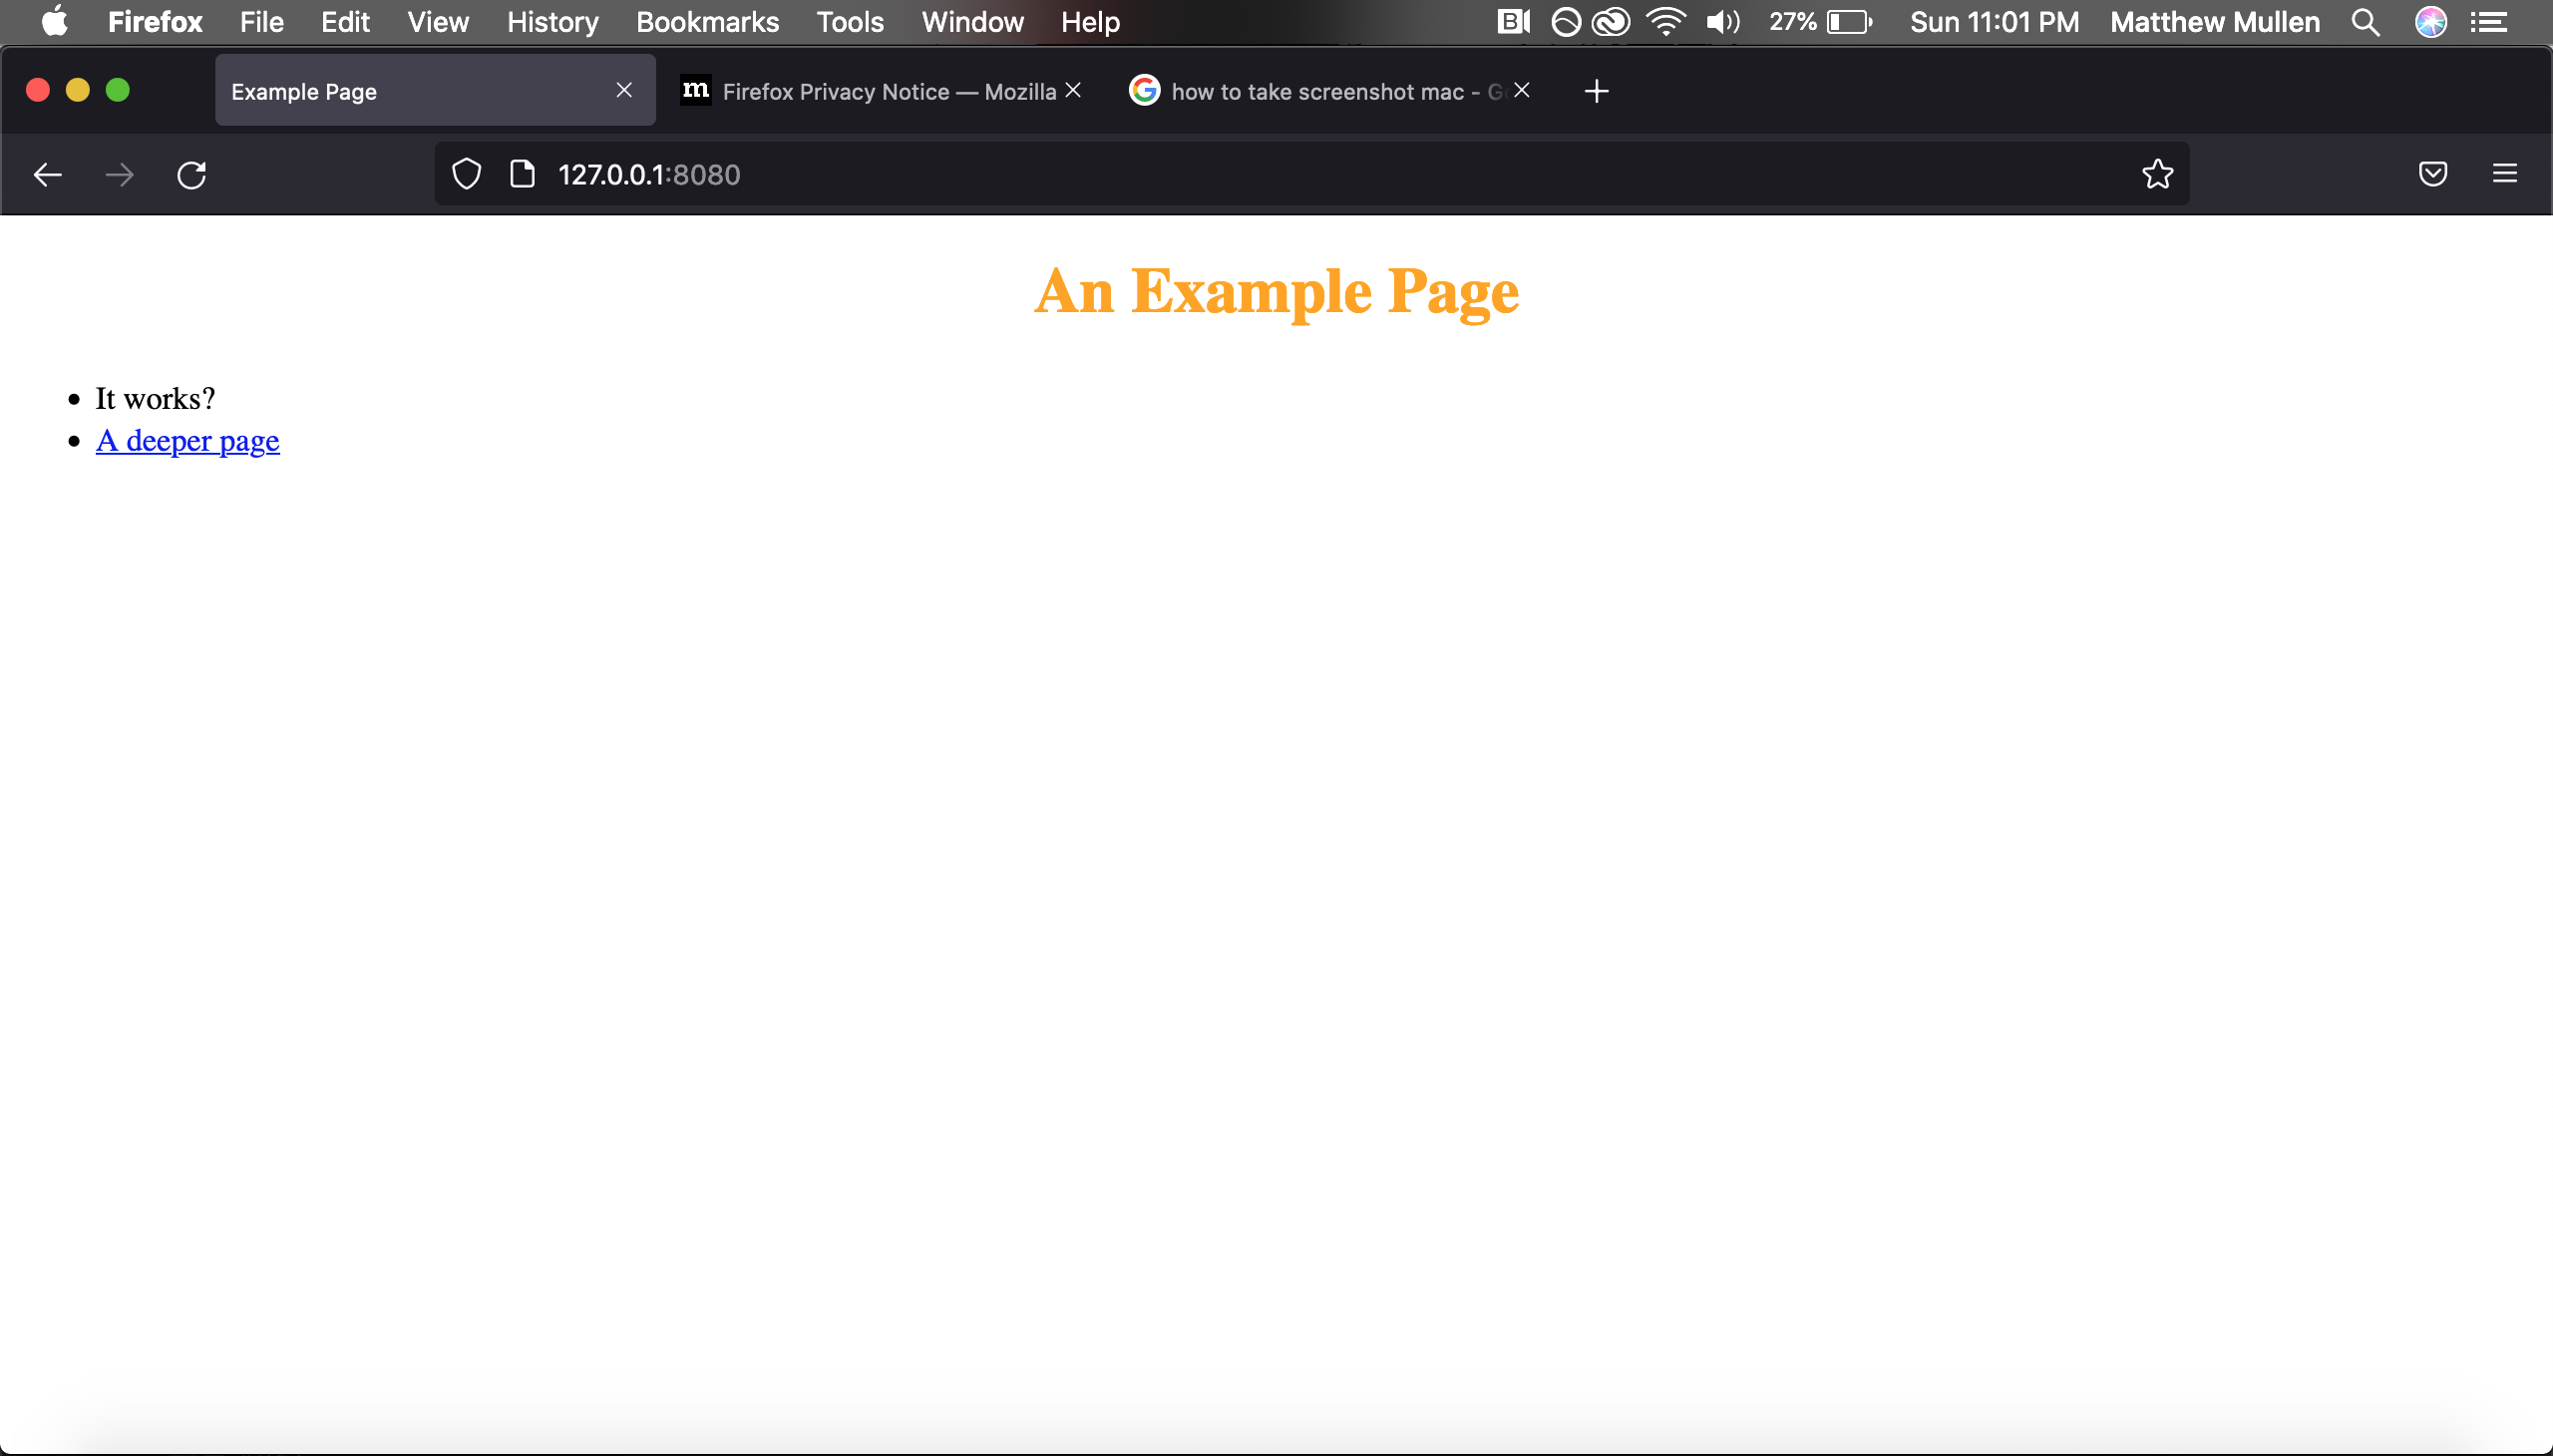 Firefox File Edit View History Bookmarks Tools Window Help 27% Sun 11:01 PM Matthew Mullen
Example Page m Firefox Privacy Notice — Mozilla how to take screenshot mac - G
127.0.0.1:8080
An Example Page
• It works?
• A deeper page